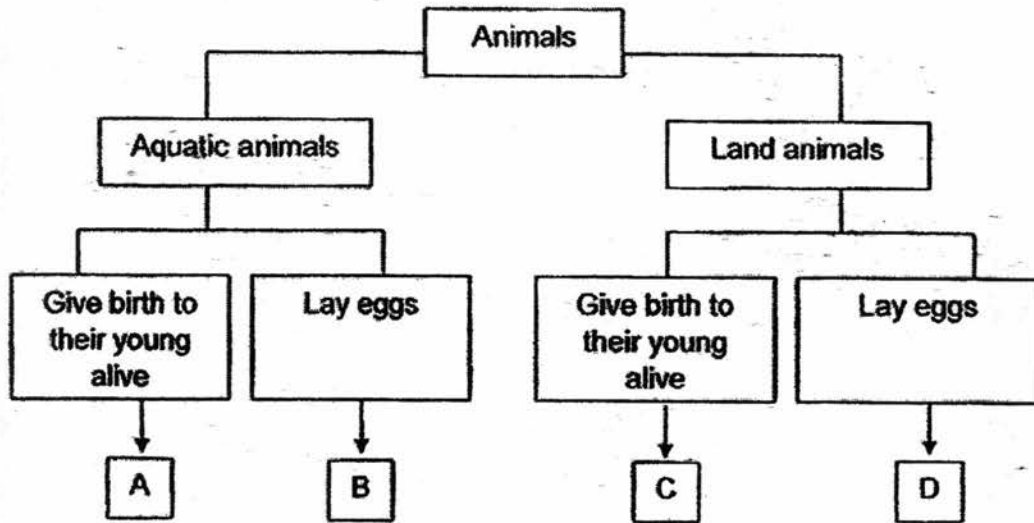 Animals
Aquatic animals
Land animals
Give birth to
their young
alive
Lay eggs
Give birth to
their young
alive
Lay eggs
A
B
C
D